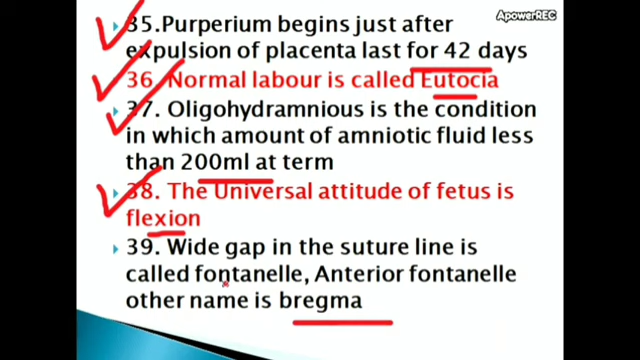 ApowerREC
35.Purperium begins just after
expulsion of placenta last for 42 days
36. Normal labour is called Eutocia
37. Oligohydramnious is the condition
in which amount of amniotic fluid less
than 200ml at term
38. The Universal attitude of fetus is
flexion
39. Wide gap in the suture line is
called fontanelle, Anterior fontanelle
other name is bregma